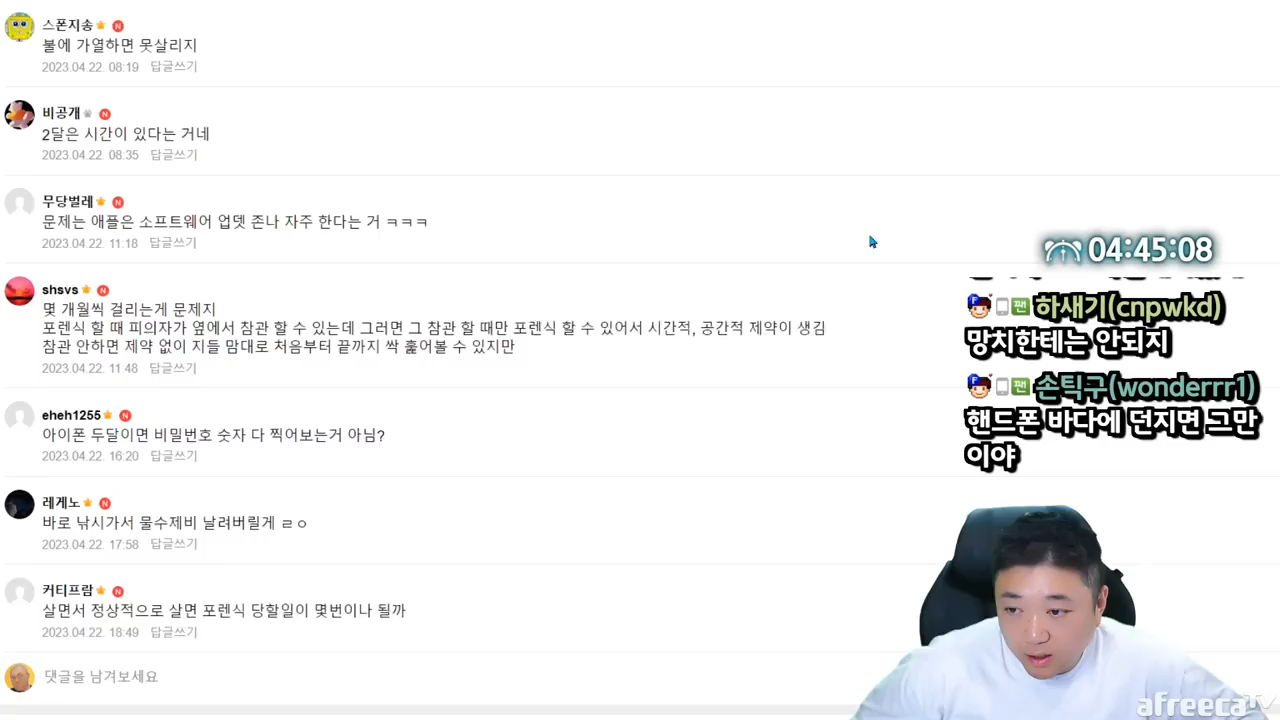 스폰지송 N
불에 가열하면 못살리지
2023.04.22. 08:19 답글쓰기
비공개 N
2달은 시간이 있다는 거네
2023.04.22. 08:35 답글쓰기
무당벌레 N
문제는 애플은 소프트웨어 업뎃 존나 자주 한다는 거 ㅋㅋㅋ
2023.04.22. 11:18 답글쓰기
shsvs N
몇 개월씩 걸리는게 문제지
포렌식 할 때 피의자가 옆에서 참관 할 수 있는데 그러면 그 참관 할 때만 포렌식 할 수 있어서 시간적, 공간적 제약이 생김
참관 안하면 제약 없이 지들 맘대로 처음부터 끝까지 싹 훑어볼 수 있지만
2023.04.22. 11:48 답글쓰기
eheh1255 N
아이폰 두달이면 비밀번호 숫자 다 찍어보는거 아님?
2023.04.22. 16:20 답글쓰기
레게노 N
바로 낚시가서 물수제비 날려버릴게 ㄹㅇ
2023.04.22. 17:58 답글쓰기
커티프람 N
살면서 정상적으로 살면 포렌식 당할일이 몇번이나 될까
2023.04.22. 18:49 답글쓰기
댓글을 남겨보세요
04:45:08
F 팬 하새기(cnpwkd)
망치한테는 안되지
F 팬 손틱구(wonderrr1)
핸드폰 바다에 던지면 그만
이야
afreecaTV